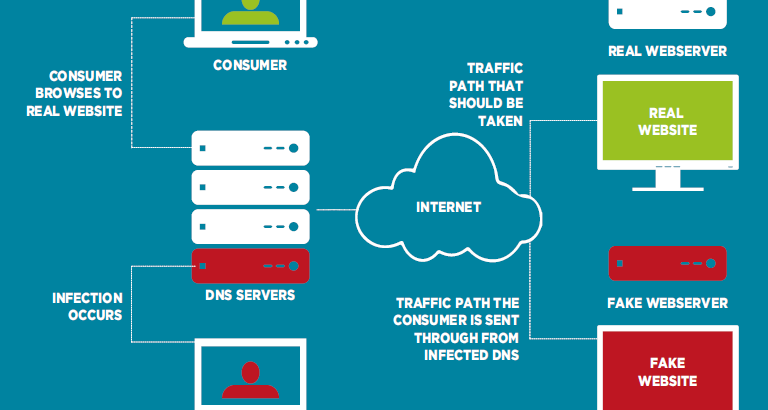 CONSUMER
CONSUMER
BROWSES TO
REAL WEBSITE
DNS SERVERS
INFECTION
OCCURS
INTERNET
TRAFFIC
PATH THAT
SHOULD BE
TAKEN
TRAFFIC PATH THE
CONSUMER IS SENT
THROUGH FROM
INFECTED DNS
REAL WEBSERVER
REAL
WEBSITE
FAKE WEBSERVER
FAKE
WEBSITE